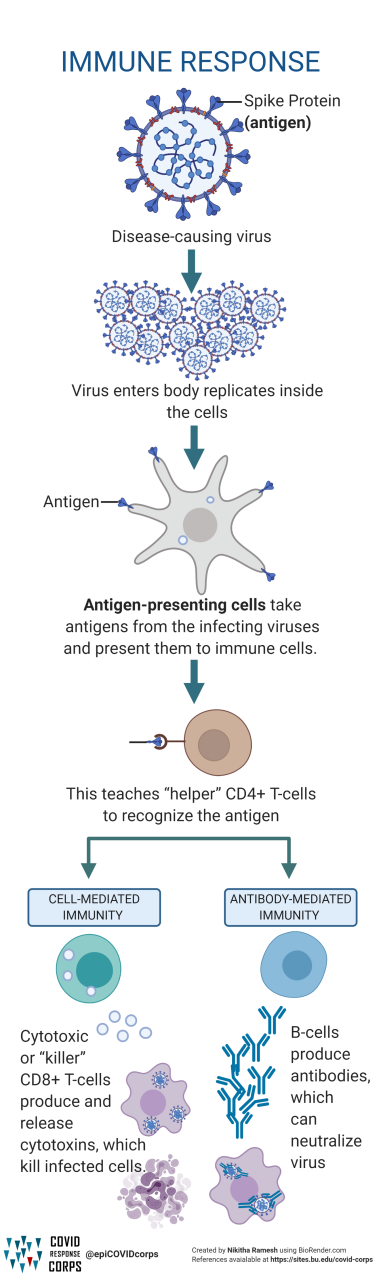 IMMUNE RESPONSE
Spike Protein
(antigen)
Disease-causing virus
Virus enters body replicates inside
the cells
Antigen
Antigen-presenting cells take
antigens from the infecting viruses
and present them to immune cells.
This teaches “helper” CD4+ T-cells
to recognize the antigen
CELL-MEDIATED
IMMUNITY
Cytotoxic
or “killer”
CD8+ T-cells
produce and
release
cytotoxins, which
kill infected cells.
ANTIBODY-MEDIATED
IMMUNITY
B-cells
produce
antibodies,
which
can
neutralize
virus
COVID
RESPONSE
CORPS
@epiCOVIDcorps
Created by Nikitha Ramesh using BioRender.com
References avaialable at https://sites.bu.edu/covid-corps